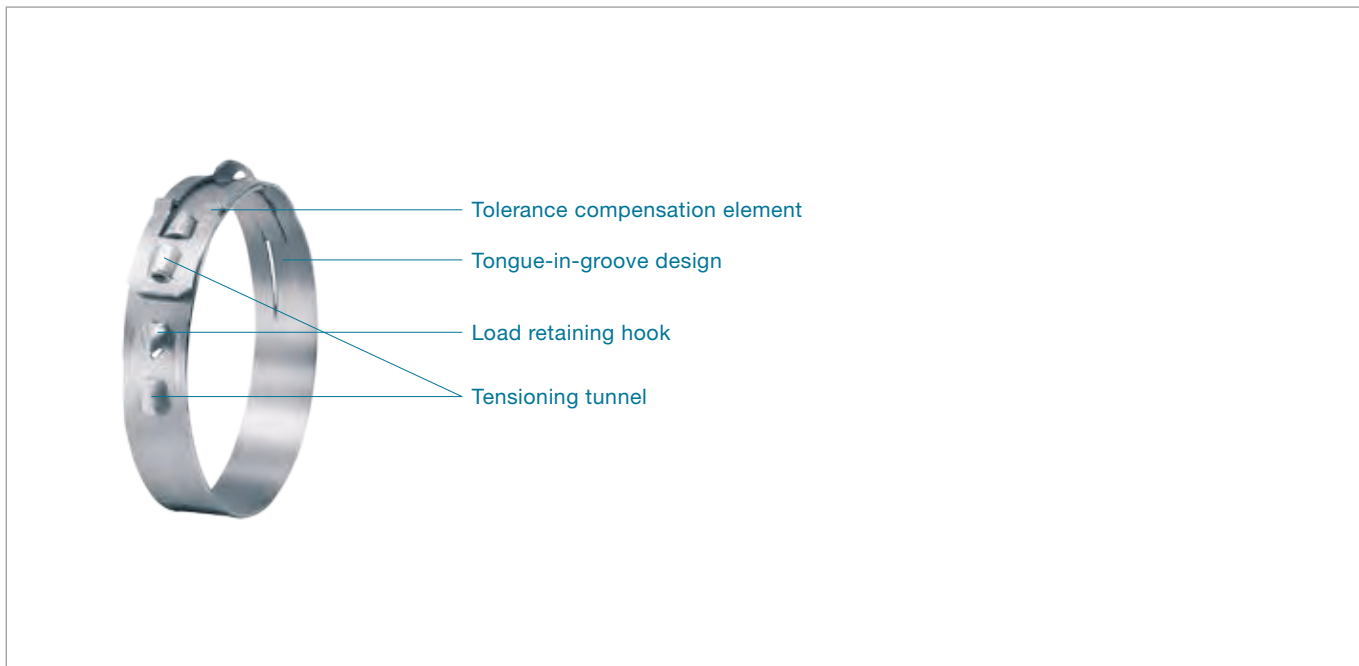 Tolerance compensation element
Tongue-in-groove design
Load retaining hook
Tensioning tunnel